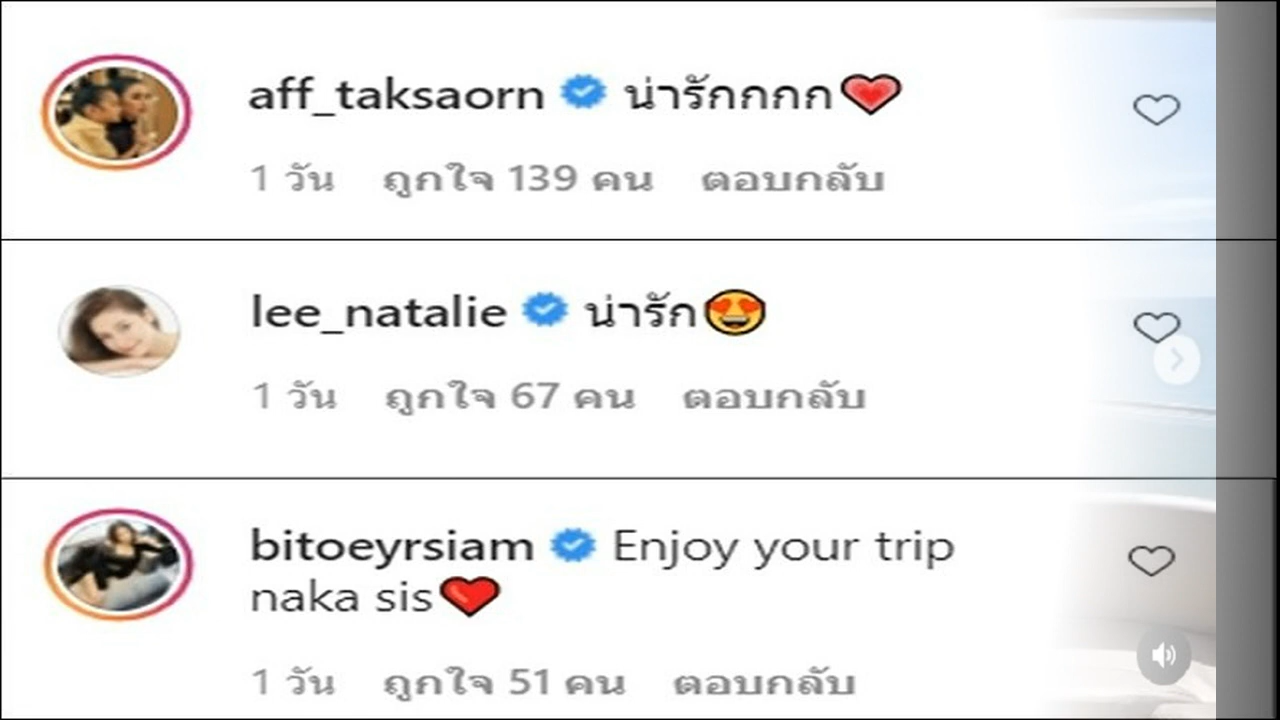 aff_taksaorn น่ารักกกก❤️
1 วัน ถูกใจ 139 คน ตอบกลับ
lee_natalie น่ารัก😍
1 วัน ถูกใจ 67 คน ตอบกลับ
bitoeyrsiam Enjoy your trip
naka sis❤️
1 วัน ถูกใจ 51 คน ตอบกลับ